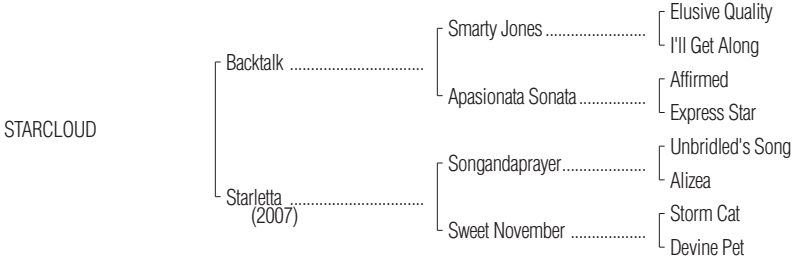 Elusive Quality
Smarty Jones ........................
I'll Get Along
Backtalk ................................
Affirmed
Apasionata Sonata ................
Express Star
STARCLOUD
Unbridled's Song
Songandaprayer....................
Alizea
Starletta ................................
(2007)
Storm Cat
Sweet November ..................
Devine Pet